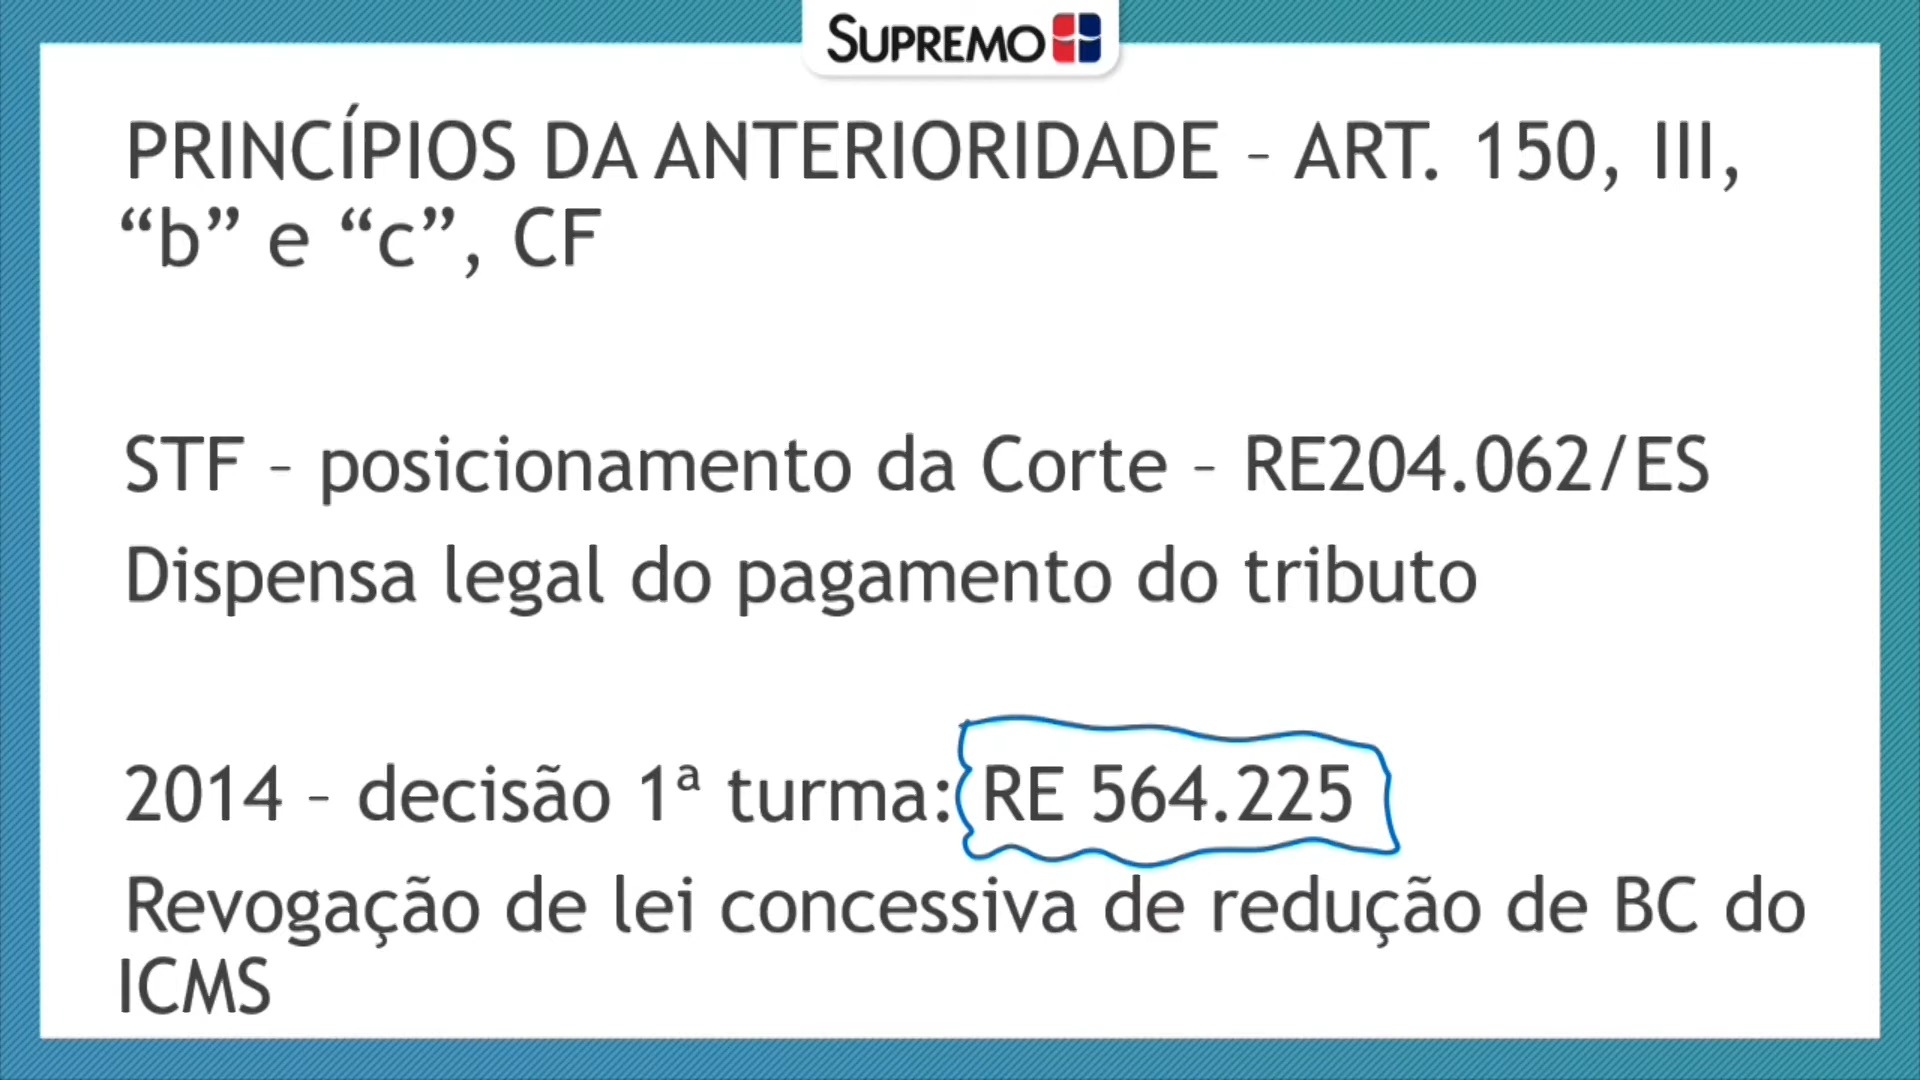 SUPREMO
PRINCÍPIOS DA ANTERIORIDADE – ART. 150, III,
“b” e “c”, CF
STF – posicionamento da Corte – RE204.062/ES
Dispensa legal do pagamento do tributo
2014 – decisão 1ª turma: RE 564.225
Revogação de lei concessiva de redução de BC do
ICMS